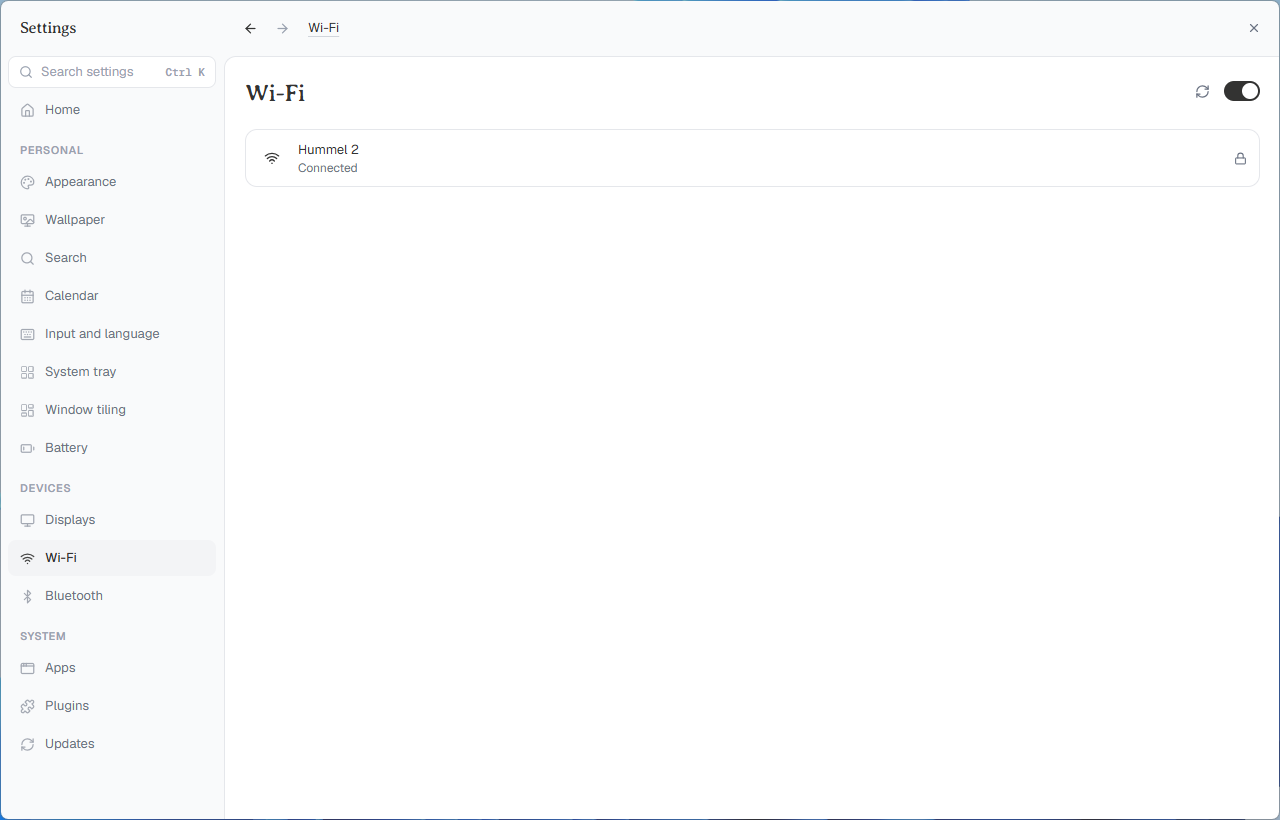 Settings
Wi-Fi
Search settings Ctrl K
Home
PERSONAL
Appearance
Wallpaper
Search
Calendar
Input and language
System tray
Window tiling
Battery
DEVICES
Displays
Wi-Fi
Bluetooth
SYSTEM
Apps
Plugins
Updates
Wi-Fi
Hummel 2
Connected